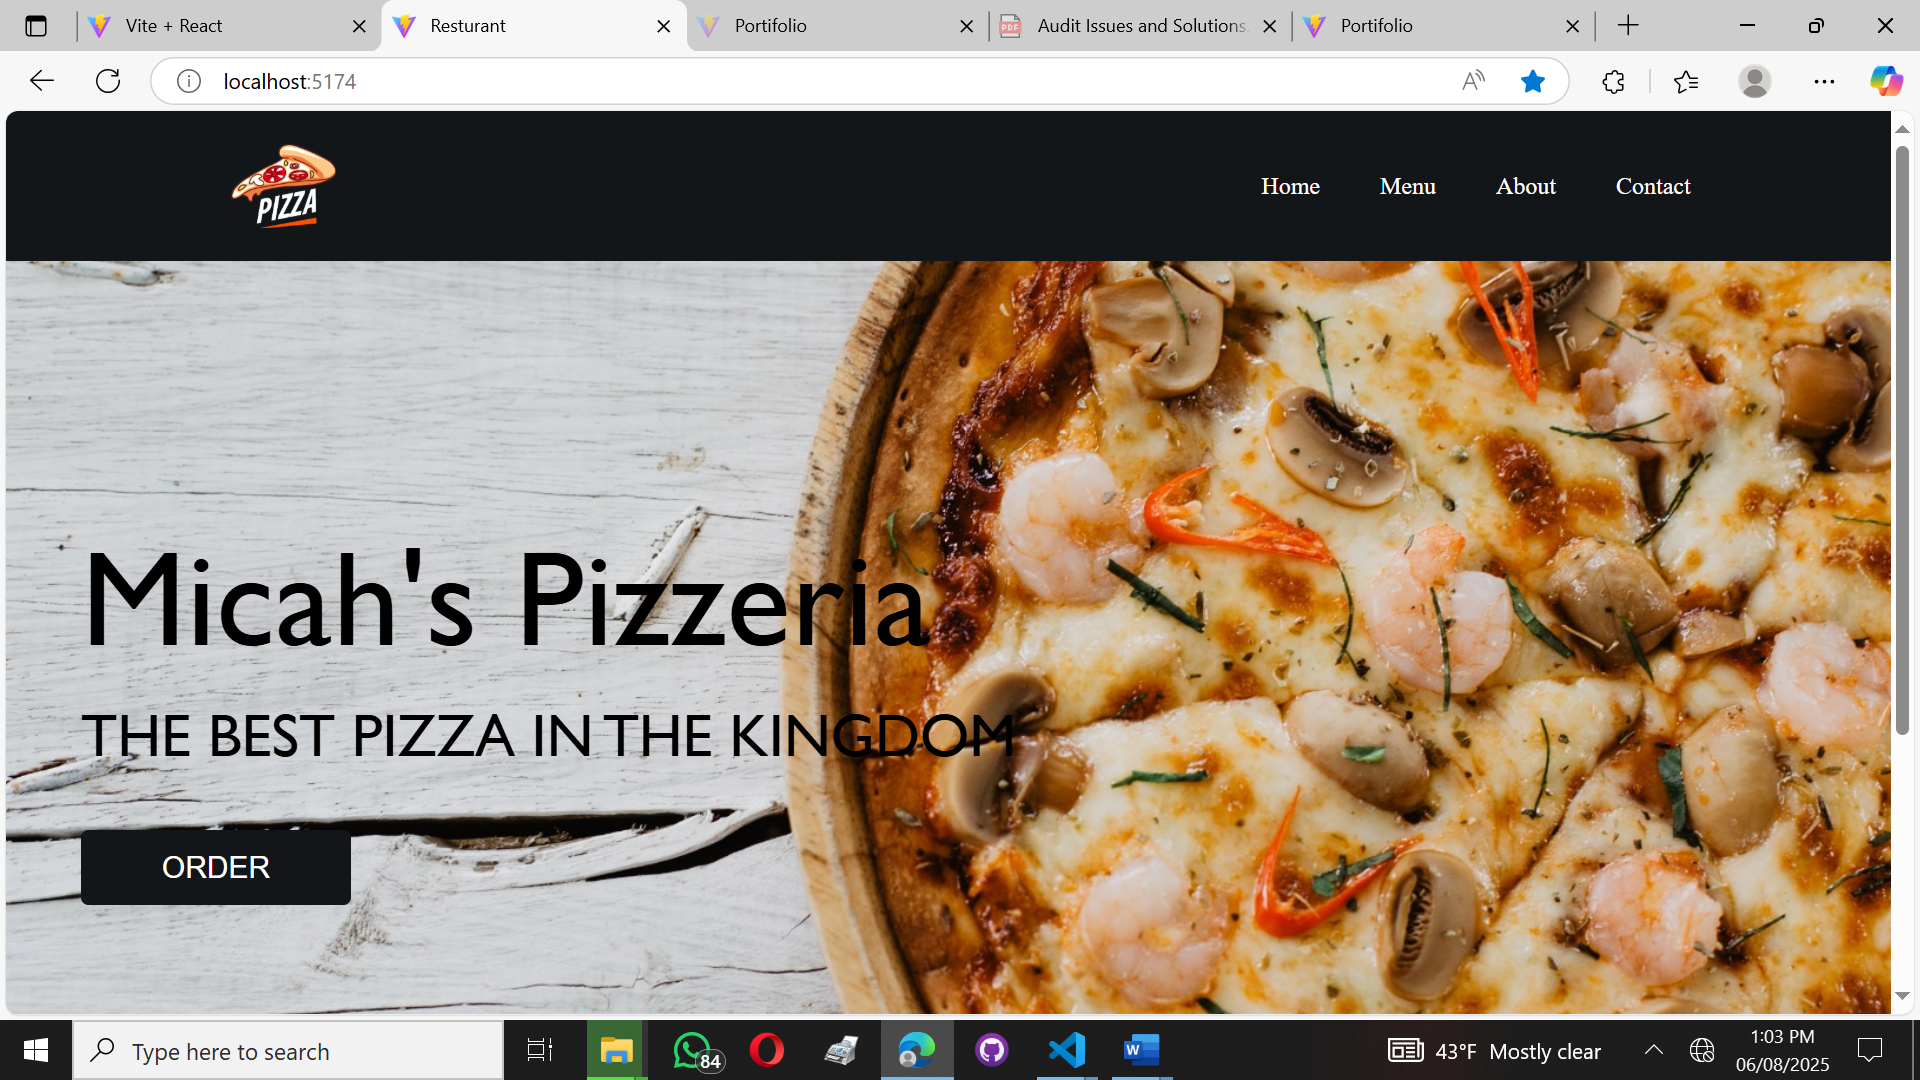 Vite + React
Resturant
Portifolio
Audit Issues and Solutions.
Portifolio
localhost:5174
PIZZA
Home
Menu
About
Contact
Micah's Pizzeria
THE BEST PIZZA IN THE KINGDOM
ORDER
Type here to search
84
43°F Mostly clear
1:03 PM
06/08/2025